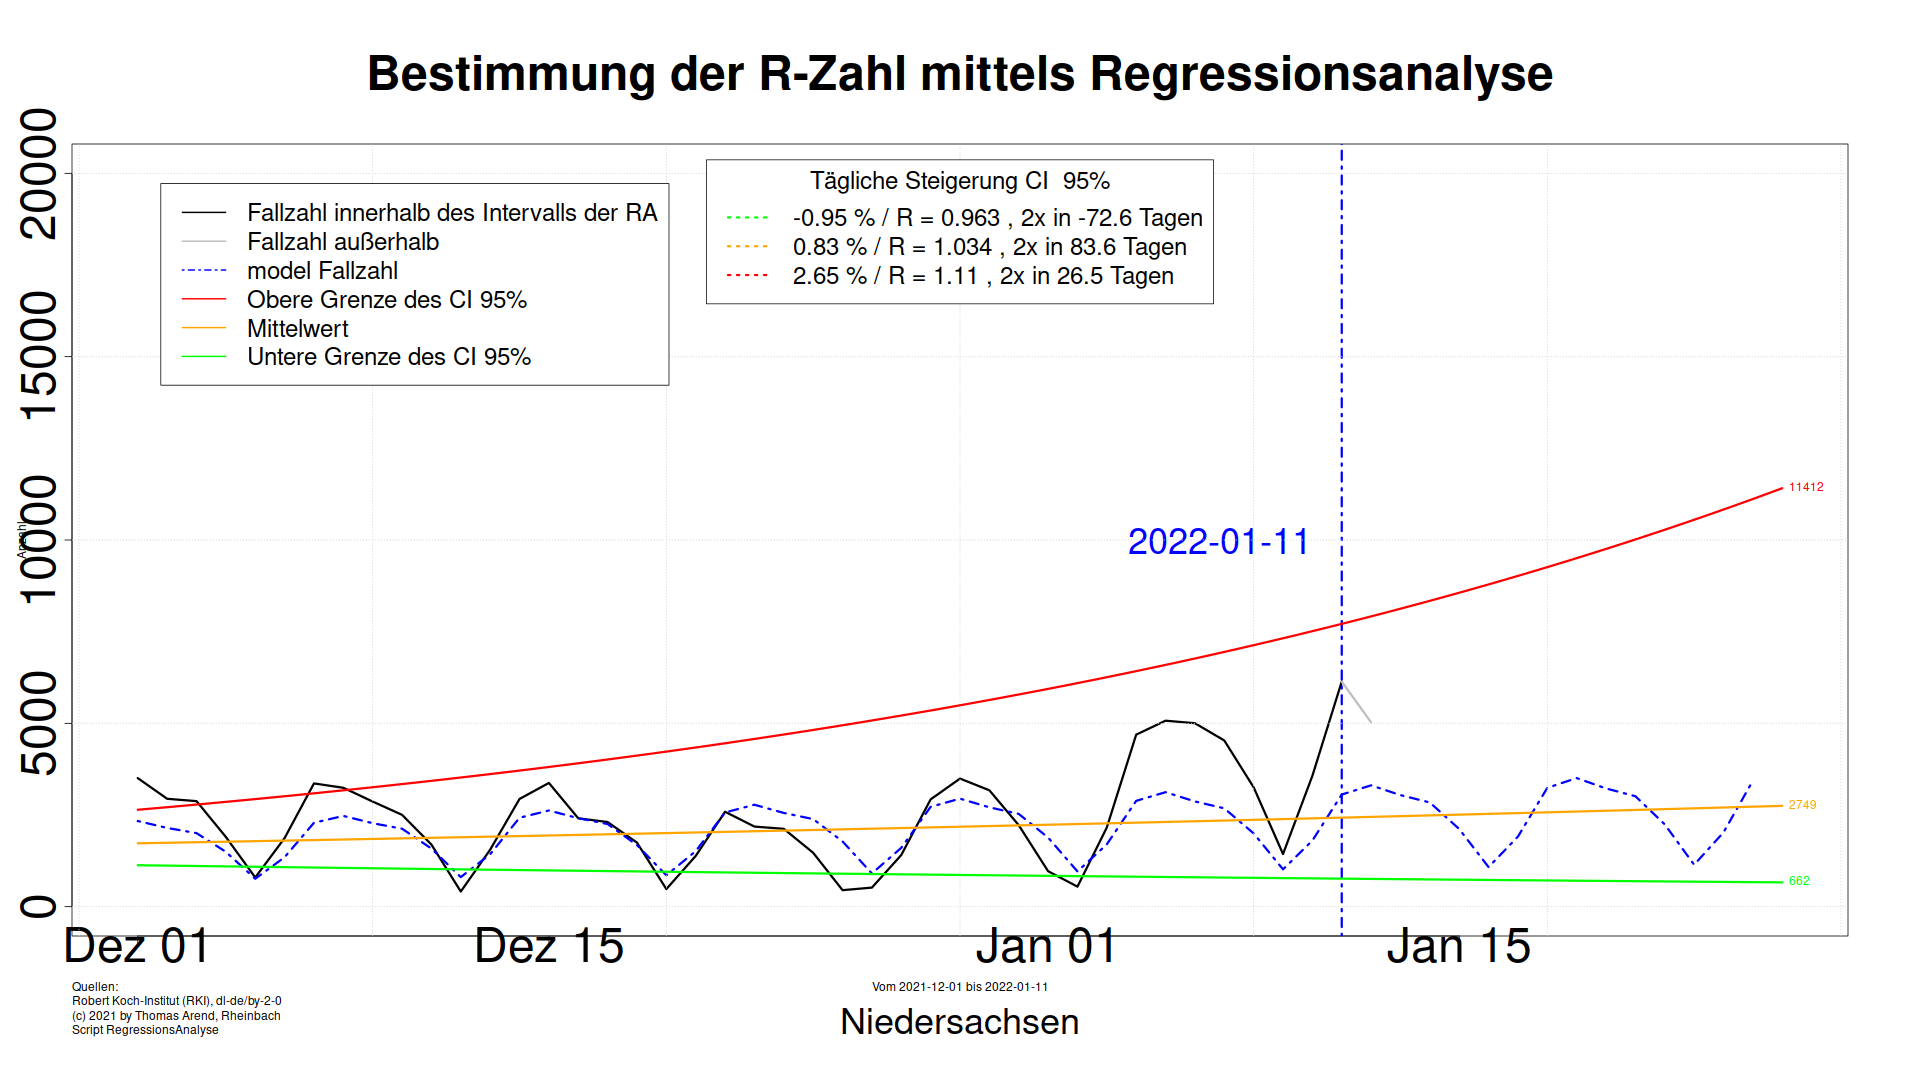 Bestimmung der R-Zahl mittels Regressionsanalyse
Anzahl
20000
15000
10000
5000
0
Fallzahl innerhalb des Intervalls der RA
Fallzahl außerhalb
model Fallzahl
Obere Grenze des CI 95%
Mittelwert
Untere Grenze des CI 95%
Tägliche Steigerung CI  95%
-0.95 % / R = 0.963 , 2x in -72.6 Tagen
0.83 % / R = 1.034 , 2x in 83.6 Tagen
2.65 % / R = 1.11 , 2x in 26.5 Tagen
2022-01-11
11412
2749
662
Dez 01
Dez 15
Jan 01
Jan 15
Quellen:
Robert Koch-Institut (RKI), dl-de/by-2-0
(c) 2021 by Thomas Arend, Rheinbach
Script RegressionsAnalyse
Vom 2021-12-01 bis 2022-01-11
Niedersachsen